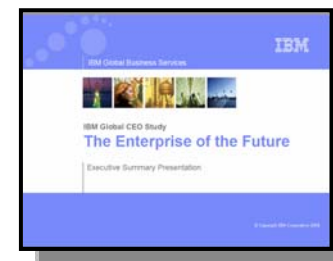 IBM
IBM Global Business Services
IBM Global CEO Study
The Enterprise of the Future
Executive Summary Presentation